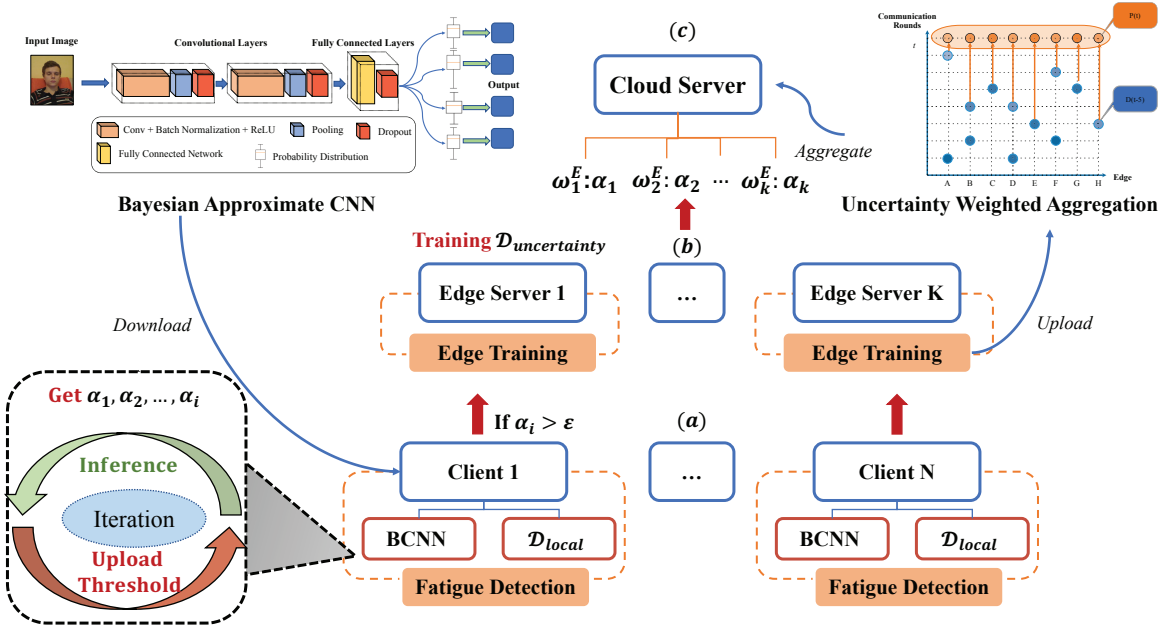 Input Image
Convolutional Layers
Fully Connected Layers
Output
Conv + Batch Normalization + ReLU
Pooling
Dropout
Fully Connected Network
Probability Distribution
Bayesian Approximate CNN
(c)
Cloud Server
ω₁ᴱ: α₁ ω₂ᴱ: α₂ ⋯ ωₖᴱ: αₖ
Aggregate
Communication
Rounds
t
P(t)
D(t-5)
A B C D E F G H
Edge
Uncertainty Weighted Aggregation
Training 𝒟uncertainty
(b)
Edge Server 1
...
Edge Server K
Edge Training
Edge Training
Download
Upload
If αᵢ > ε
(a)
Get α₁, α₂, ..., αᵢ
Inference
Iteration
Upload
Threshold
Client 1
...
Client N
BCNN
𝒟local
BCNN
𝒟local
Fatigue Detection
Fatigue Detection